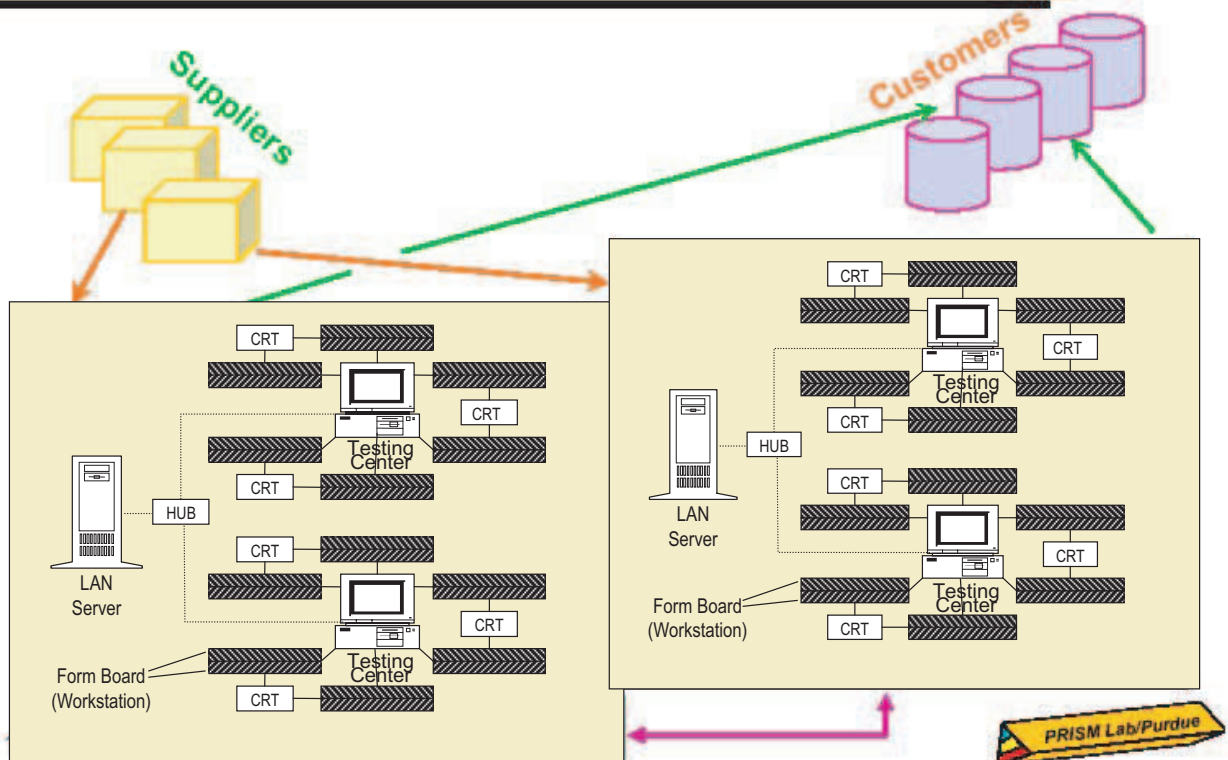 Suppliers
Customers
CRT
CRT
Testing
Center
CRT
HUB
LAN
Server
CRT
CRT
Testing
Center
Form Board
(Workstation)
CRT
CRT
CRT
Testing
Center
CRT
HUB
LAN
Server
CRT
CRT
Testing
Center
Form Board
(Workstation)
CRT
PRISM Lab/Purdue